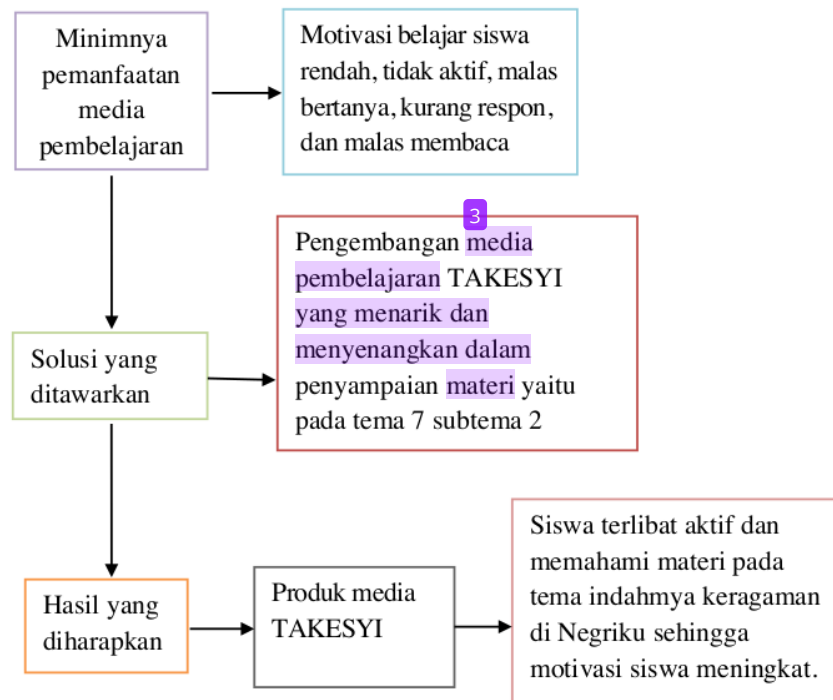 Minimnya
pemanfaatan
media
pembelajaran
Motivasi belajar siswa
rendah, tidak aktif, malas
bertanya, kurang respon,
dan malas membaca
3
Pengembangan media
pembelajaran TAKESYI
yang menarik dan
menyenangkan dalam
penyampaian materi yaitu
pada tema 7 subtema 2
Solusi yang
ditawarkan
Hasil yang
diharapkan
Produk media
TAKESYI
Siswa terlibat aktif dan
memahami materi pada
tema indahmya keragaman
di Negriku sehingga
motivasi siswa meningkat.